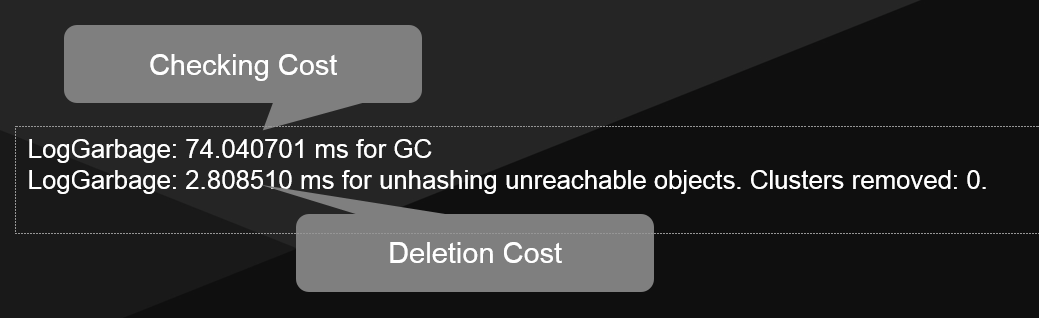 Checking Cost
LogGarbage: 74.040701 ms for GC
LogGarbage: 2.808510 ms for unhashing unreachable objects. Clusters removed: 0.
Deletion Cost